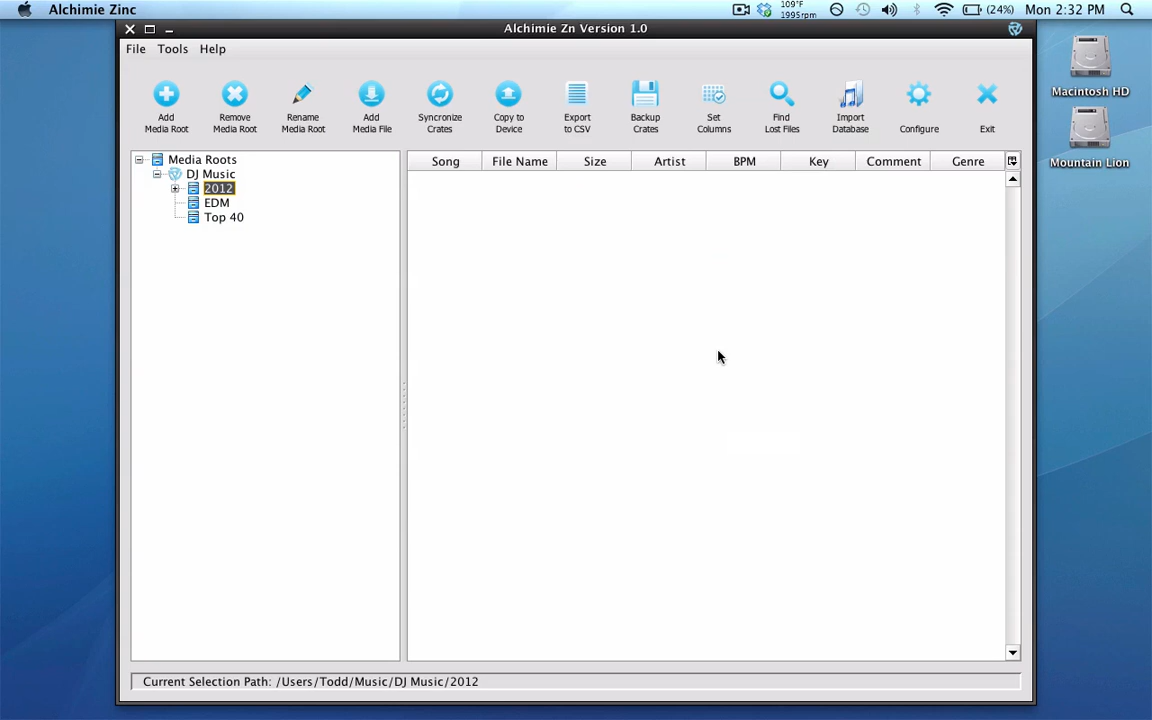 Alchimie Zinc
109°F
1995rpm
(24%) Mon 2:32 PM
Alchimie Zn Version 1.0
File Tools Help
Add
Media Root
Remove
Media Root
Rename
Media Root
Add
Media File
Syncronize
Crates
Copy to
Device
Export
to CSV
Backup
Crates
Set
Columns
Find
Lost Files
Import
Database
Configure
Exit
Macintosh HD
Mountain Lion
Media Roots
DJ Music
2012
EDM
Top 40
Song File Name Size Artist BPM Key Comment Genre
Current Selection Path: /Users/Todd/Music/DJ Music/2012